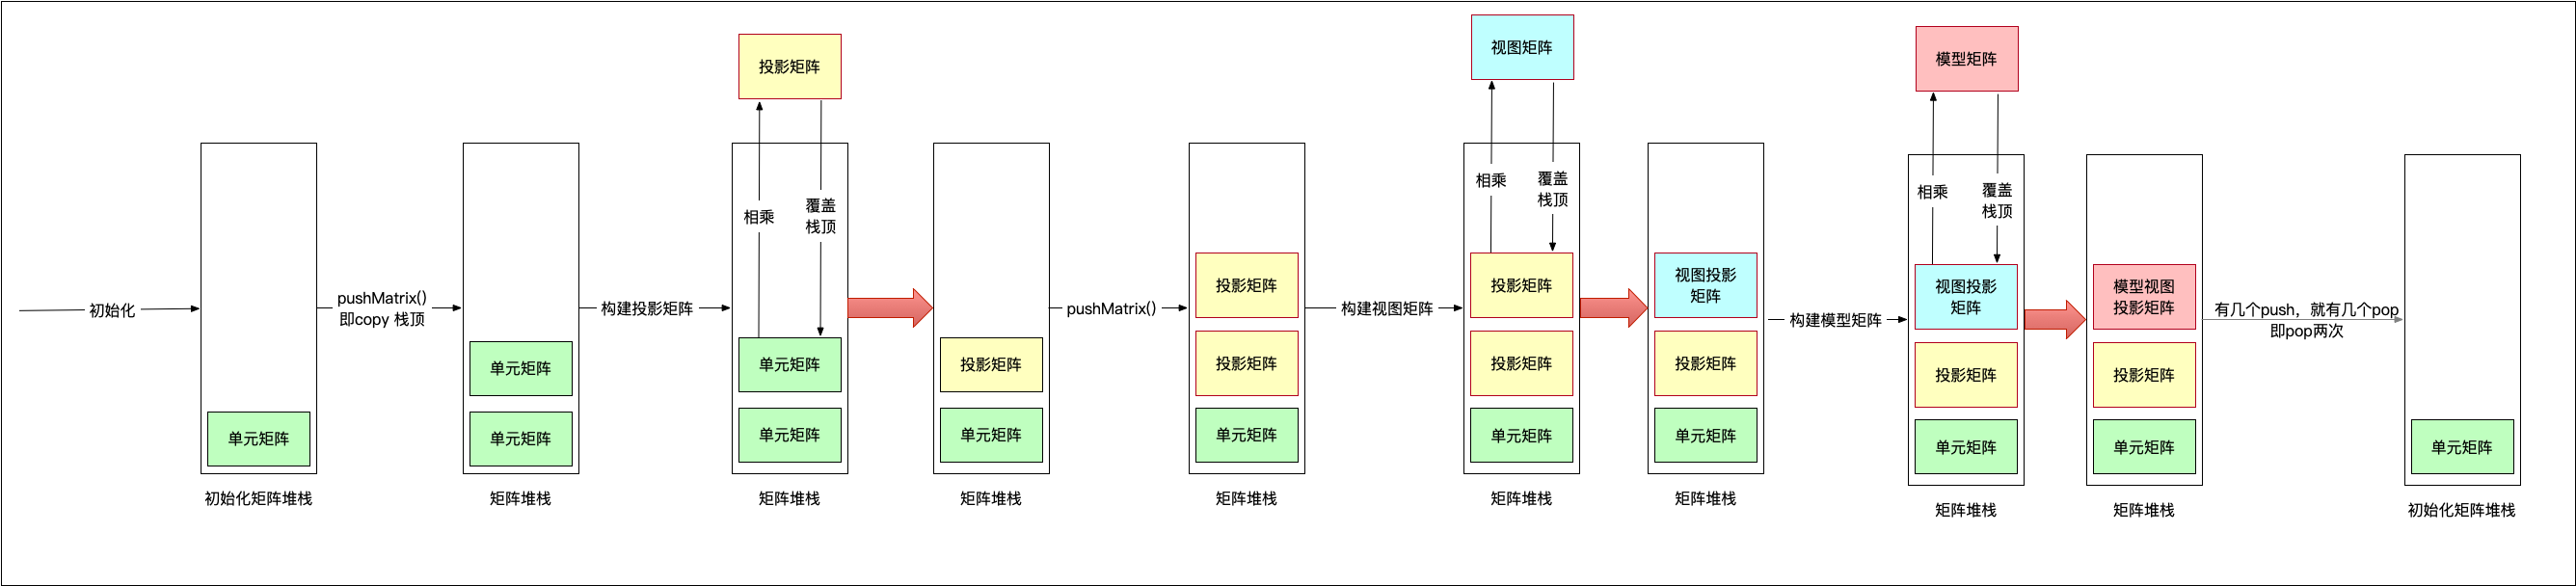 初始化
单元矩阵
初始化矩阵堆栈
pushMatrix()
即copy 栈顶
单元矩阵
单元矩阵
矩阵堆栈
构建投影矩阵
投影矩阵
相乘
覆盖
栈顶
单元矩阵
单元矩阵
矩阵堆栈
投影矩阵
单元矩阵
矩阵堆栈
pushMatrix()
投影矩阵
投影矩阵
单元矩阵
矩阵堆栈
构建视图矩阵
视图矩阵
相乘
覆盖
栈顶
投影矩阵
投影矩阵
单元矩阵
矩阵堆栈
视图投影
矩阵
投影矩阵
单元矩阵
矩阵堆栈
构建模型矩阵
模型矩阵
相乘
覆盖
栈顶
视图投影
矩阵
投影矩阵
单元矩阵
矩阵堆栈
模型视图
投影矩阵
投影矩阵
单元矩阵
矩阵堆栈
有几个push，就有几个pop
即pop两次
单元矩阵
初始化矩阵堆栈